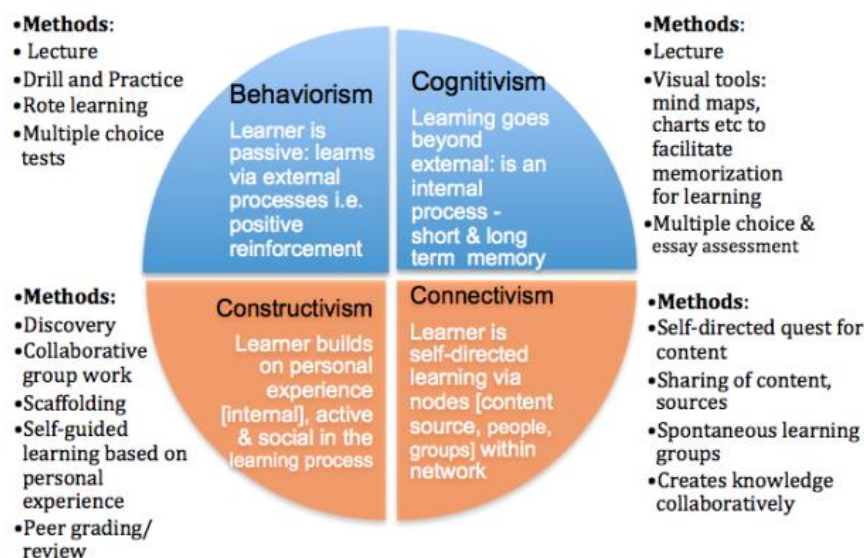 •Methods:
• Lecture
•Drill and Practice
•Rote learning
•Multiple choice
tests
Behaviorism
Learner is
passive: learns
via external
processes i.e.
positive
reinforcement
Cognitivism
Learning goes
beyond
external: is an
internal
process -
short & long
term memory
•Methods:
•Lecture
•Visual tools:
mind maps,
charts etc to
facilitate
memorization
for learning
•Multiple choice &
essay assessment
•Methods:
•Discovery
•Collaborative
group work
•Scaffolding
•Self-guided
learning based on
personal
experience
•Peer grading/
review
Constructivism
Learner builds
on personal
experience
[internal], active
& social in the
learning process
Connectivism
Learner is
self-directed
learning via
nodes [content
source, people,
groups] within
network
•Methods:
•Self-directed quest for
content
•Sharing of content,
sources
•Spontaneous learning
groups
•Creates knowledge
collaboratively